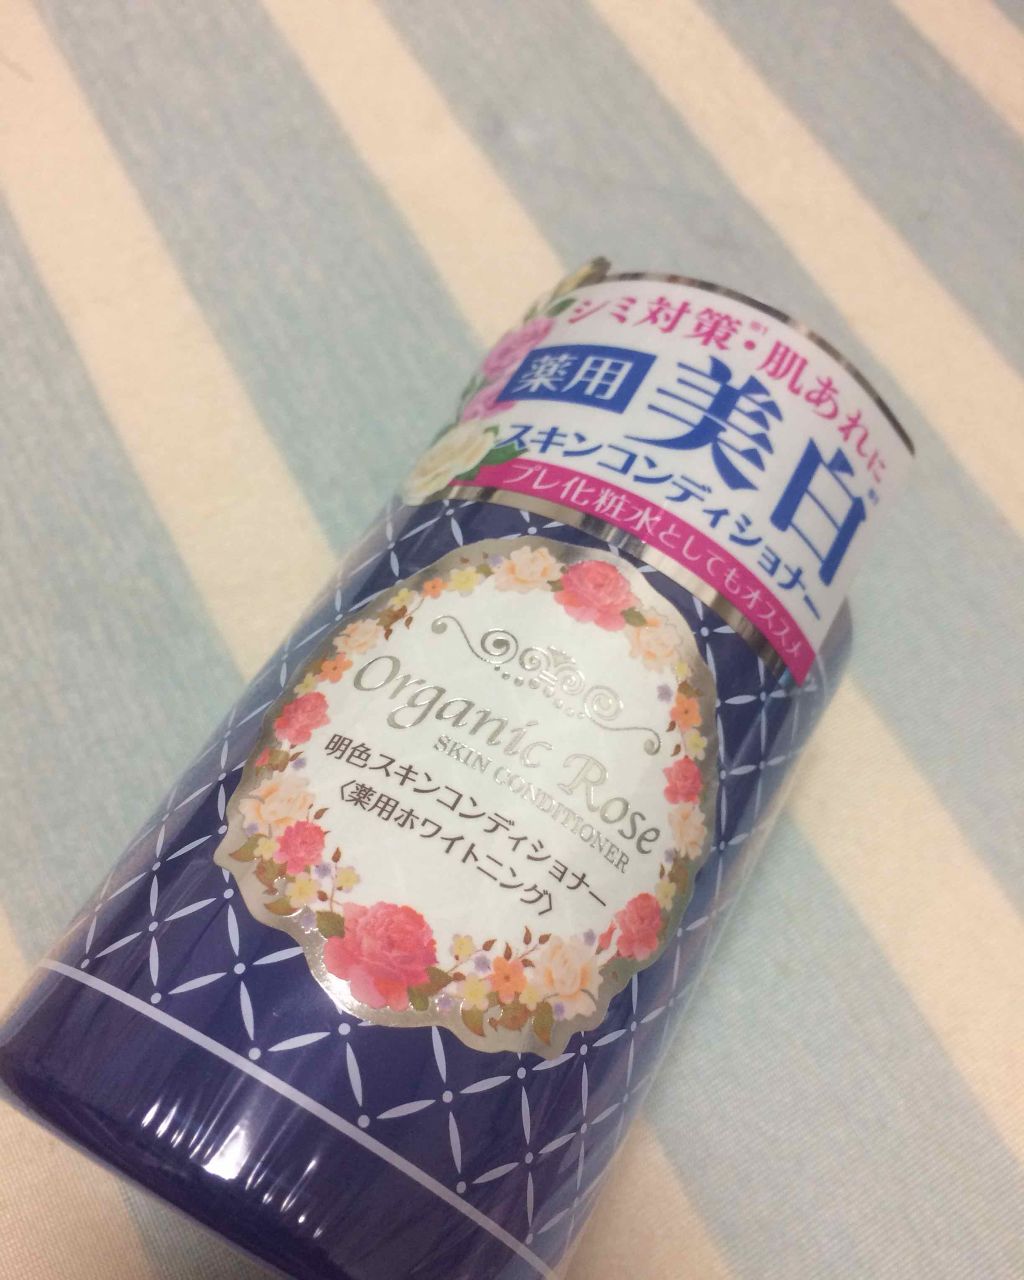 シミ対策※1・肌あれに
薬用
美白
スキンコンディショナー
プレ化粧水としてもオススメ
Organic Rose
SKIN CONDITIONER
明色スキンコンディショナー
〈薬用ホワイトニング〉